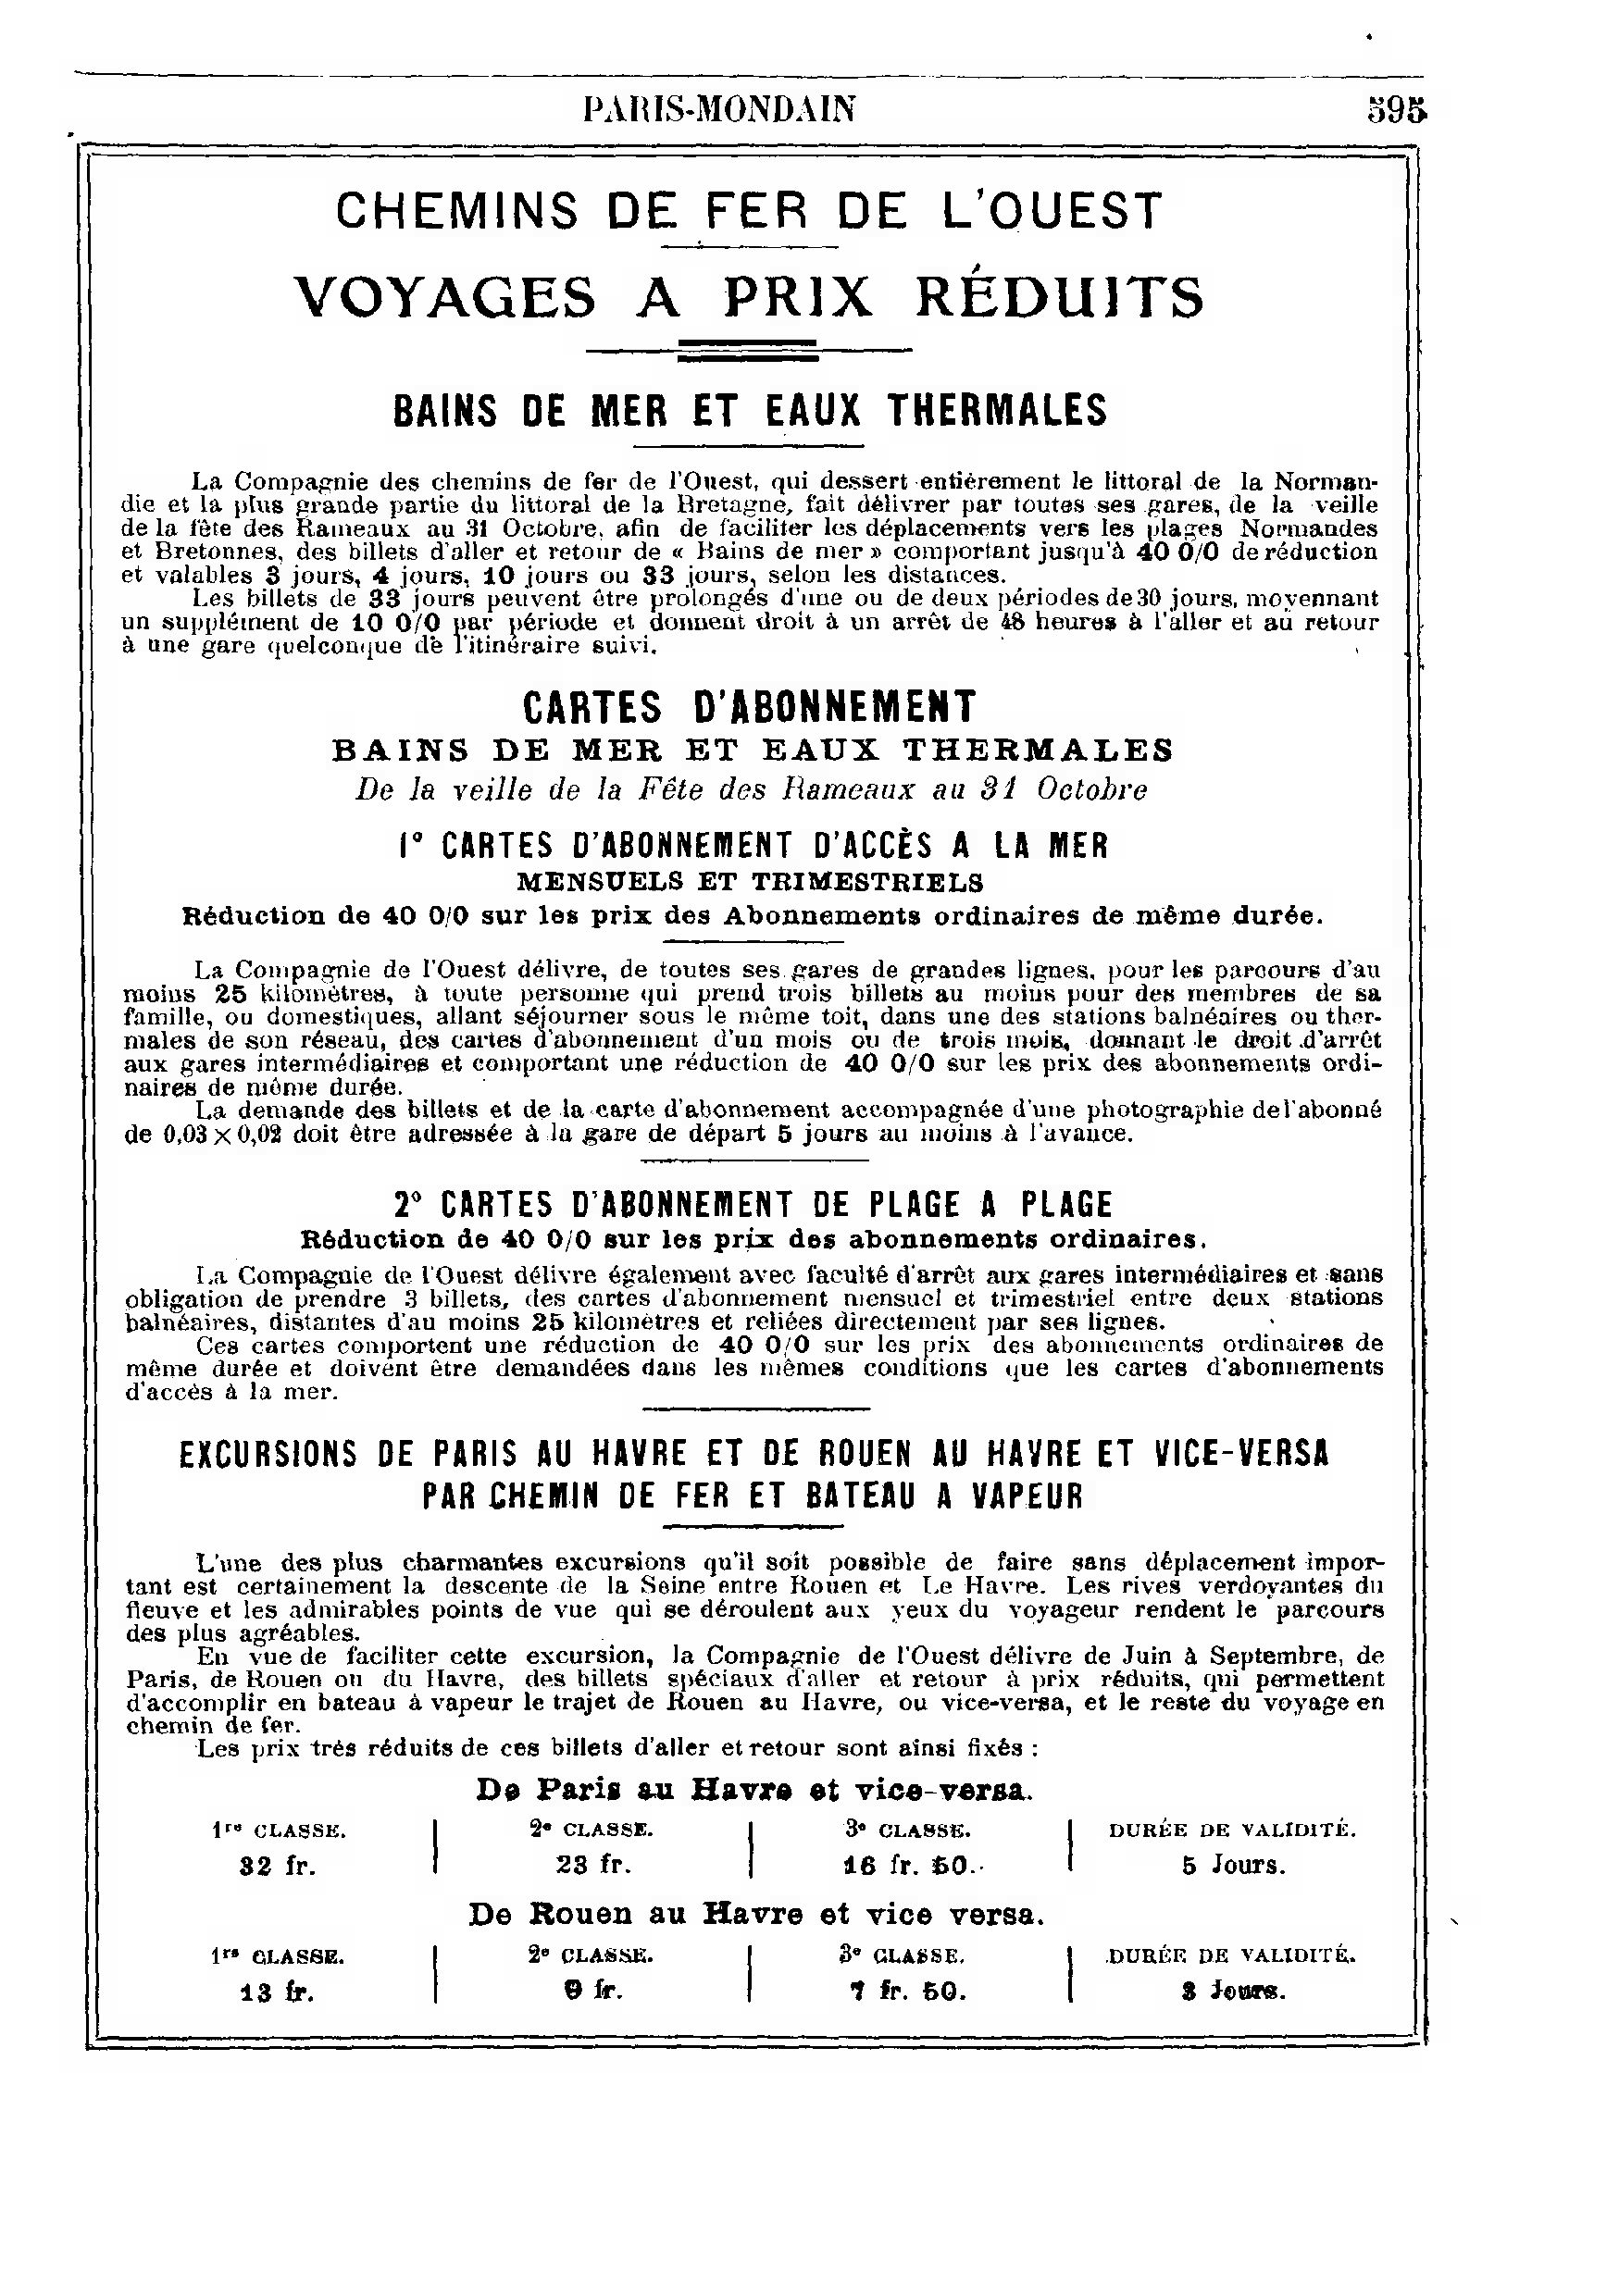 PARIS-MONDAIN 595
CHEMINS DE FER DE L'OUEST
VOYAGES A PRIX RÉDUITS
BAINS DE MER ET EAUX THERMALES
La Compagnie des chemins de fer de l'Ouest, qui dessert entièrement le littoral de la Norman-
die et la plus grande partie du littoral de la Bretagne, fait délivrer par toutes ses gares, de la veille
de la fête des Rameaux au 31 Octobre, afin de faciliter les déplacements vers les plages Normandes
et Bretonnes, des billets d'aller et retour de « Bains de mer » comportant jusqu'à 40 0/0 de réduction
et valables 3 jours, 4 jours, 10 jours ou 33 jours, selon les distances.
Les billets de 33 jours peuvent être prolongés d'une ou de deux périodes de 30 jours, moyennant
un supplément de 10 0/0 par période et donnent droit à un arrêt de 48 heures à l'aller et au retour
à une gare quelconque de l'itinéraire suivi.
CARTES D'ABONNEMENT
BAINS DE MER ET EAUX THERMALES
De la veille de la Fête des Rameaux au 31 Octobre
1° CARTES D'ABONNEMENT D'ACCÈS A LA MER
MENSUELS ET TRIMESTRIELS
Réduction de 40 0/0 sur les prix des Abonnements ordinaires de même durée.
La Compagnie de l'Ouest délivre, de toutes ses gares de grandes lignes, pour les parcours d'au
moins 25 kilomètres, à toute personne qui prend trois billets au moins pour des membres de sa
famille, ou domestiques, allant séjourner sous le même toit, dans une des stations balnéaires ou ther-
males de son réseau, des cartes d'abonnement d'un mois ou de trois mois, donnant le droit d'arrêt
aux gares intermédiaires et comportant une réduction de 40 0/0 sur les prix des abonnements ordi-
naires de même durée.
La demande des billets et de la carte d'abonnement accompagnée d'une photographie de l'abonné
de 0,03 × 0,02 doit être adressée à la gare de départ 5 jours au moins à l'avance.
2° CARTES D'ABONNEMENT DE PLAGE A PLAGE
Réduction de 40 0/0 sur les prix des abonnements ordinaires.
La Compagnie de l'Ouest délivre également avec faculté d'arrêt aux gares intermédiaires et sans
obligation de prendre 3 billets, des cartes d'abonnement mensuel et trimestriel entre deux stations
balnéaires, distantes d'au moins 25 kilomètres et reliées directement par ses lignes.
Ces cartes comportent une réduction de 40 0/0 sur les prix des abonnements ordinaires de
même durée et doivent être demandées dans les mêmes conditions que les cartes d'abonnements
d'accès à la mer.
EXCURSIONS DE PARIS AU HAVRE ET DE ROUEN AU HAVRE ET VICE-VERSA
PAR CHEMIN DE FER ET BATEAU A VAPEUR
L'une des plus charmantes excursions qu'il soit possible de faire sans déplacement impor-
tant est certainement la descente de la Seine entre Rouen et Le Havre. Les rives verdoyantes du
fleuve et les admirables points de vue qui se déroulent aux yeux du voyageur rendent le parcours
des plus agréables.
En vue de faciliter cette excursion, la Compagnie de l'Ouest délivre de Juin à Septembre, de
Paris, de Rouen ou du Havre, des billets spéciaux d'aller et retour à prix réduits, qui permettent
d'accomplir en bateau à vapeur le trajet de Rouen au Havre, ou vice-versa, et le reste du voyage en
chemin de fer.
Les prix très réduits de ces billets d'aller et retour sont ainsi fixés :
De Paris au Havre et vice-versa.
1re CLASSE. 2e CLASSE. 3e CLASSE. DURÉE DE VALIDITÉ.
32 fr. 23 fr. 16 fr. 50. 5 Jours.
De Rouen au Havre et vice versa.
1re CLASSE. 2e CLASSE. 3e CLASSE. DURÉE DE VALIDITÉ.
13 fr. 9 fr. 7 fr. 50. 3 Jours.